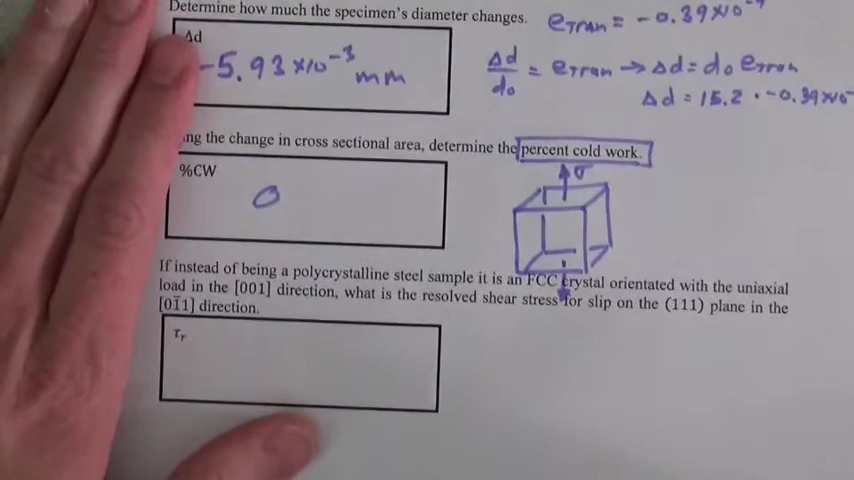 Determine how much the specimen's diameter changes.
e_TRAN = -0.39×10
Δd
-5.93×10⁻³ mm
Δd/d₀ = e_TRAN → Δd = d₀ e_TRAN
Δd = 15.2 · -0.39×10
ng the change in cross sectional area, determine the percent cold work.
%CW
0
σ
If instead of being a polycrystalline steel sample it is an FCC crystal orientated with the uniaxial
load in the [001] direction, what is the resolved shear stress for slip on the (111) plane in the
[01̄1] direction.
τᵣ